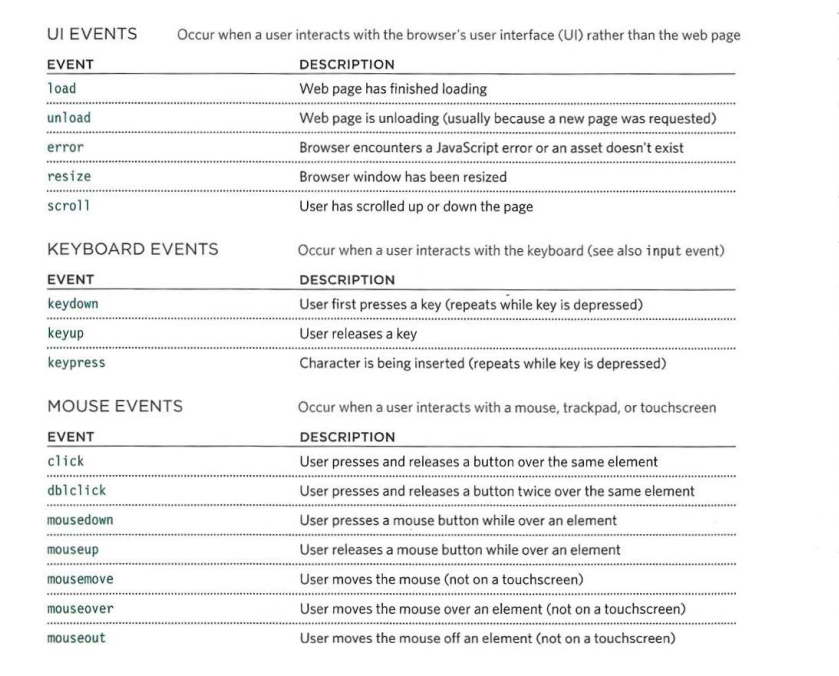 UI EVENTS Occur when a user interacts with the browser's user interface (UI) rather than the web page
EVENT DESCRIPTION
load Web page has finished loading
unload Web page is unloading (usually because a new page was requested)
error Browser encounters a JavaScript error or an asset doesn't exist
resize Browser window has been resized
scroll User has scrolled up or down the page
KEYBOARD EVENTS Occur when a user interacts with the keyboard (see also input event)
EVENT DESCRIPTION
keydown User first presses a key (repeats while key is depressed)
keyup User releases a key
keypress Character is being inserted (repeats while key is depressed)
MOUSE EVENTS Occur when a user interacts with a mouse, trackpad, or touchscreen
EVENT DESCRIPTION
click User presses and releases a button over the same element
dblclick User presses and releases a button twice over the same element
mousedown User presses a mouse button while over an element
mouseup User releases a mouse button while over an element
mousemove User moves the mouse (not on a touchscreen)
mouseover User moves the mouse over an element (not on a touchscreen)
mouseout User moves the mouse off an element (not on a touchscreen)